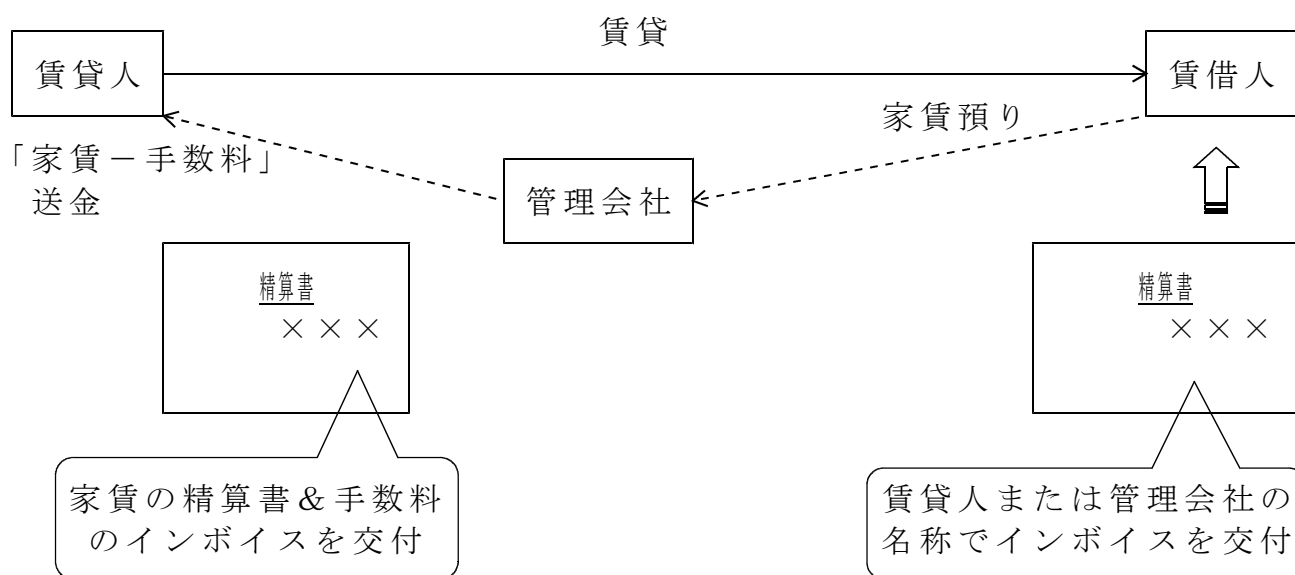 賃貸
賃貸人
賃借人
家賃預り
「家賃－手数料」
送金
管理会社
精算書
×××
精算書
×××
家賃の精算書＆手数料
のインボイスを交付
賃貸人または管理会社の
名称でインボイスを交付